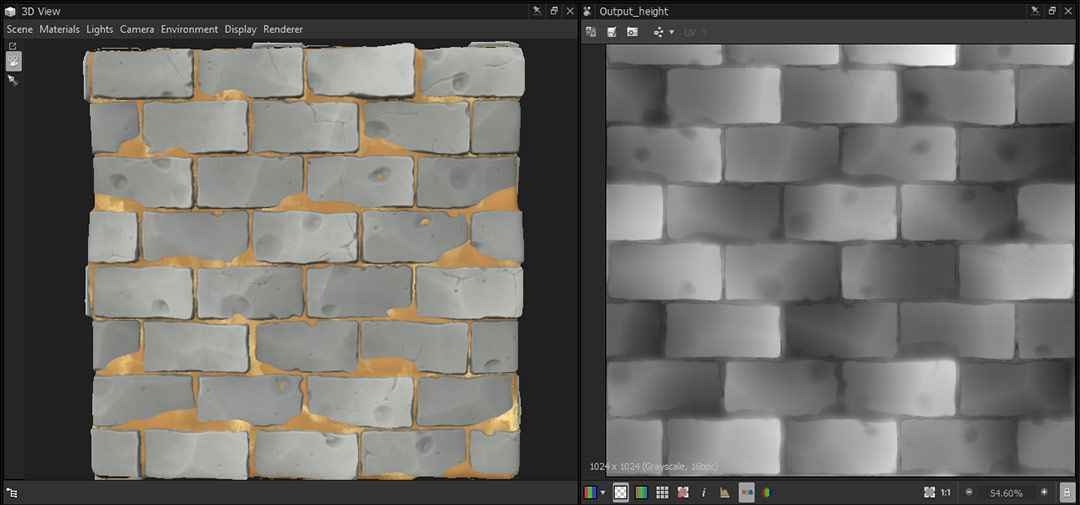 3D View
Scene Materials Lights Camera Environment Display Renderer
Output_height
UV
1024 x 1024 (Grayscale, 16bpc)
i
RGB
1:1
54.60%